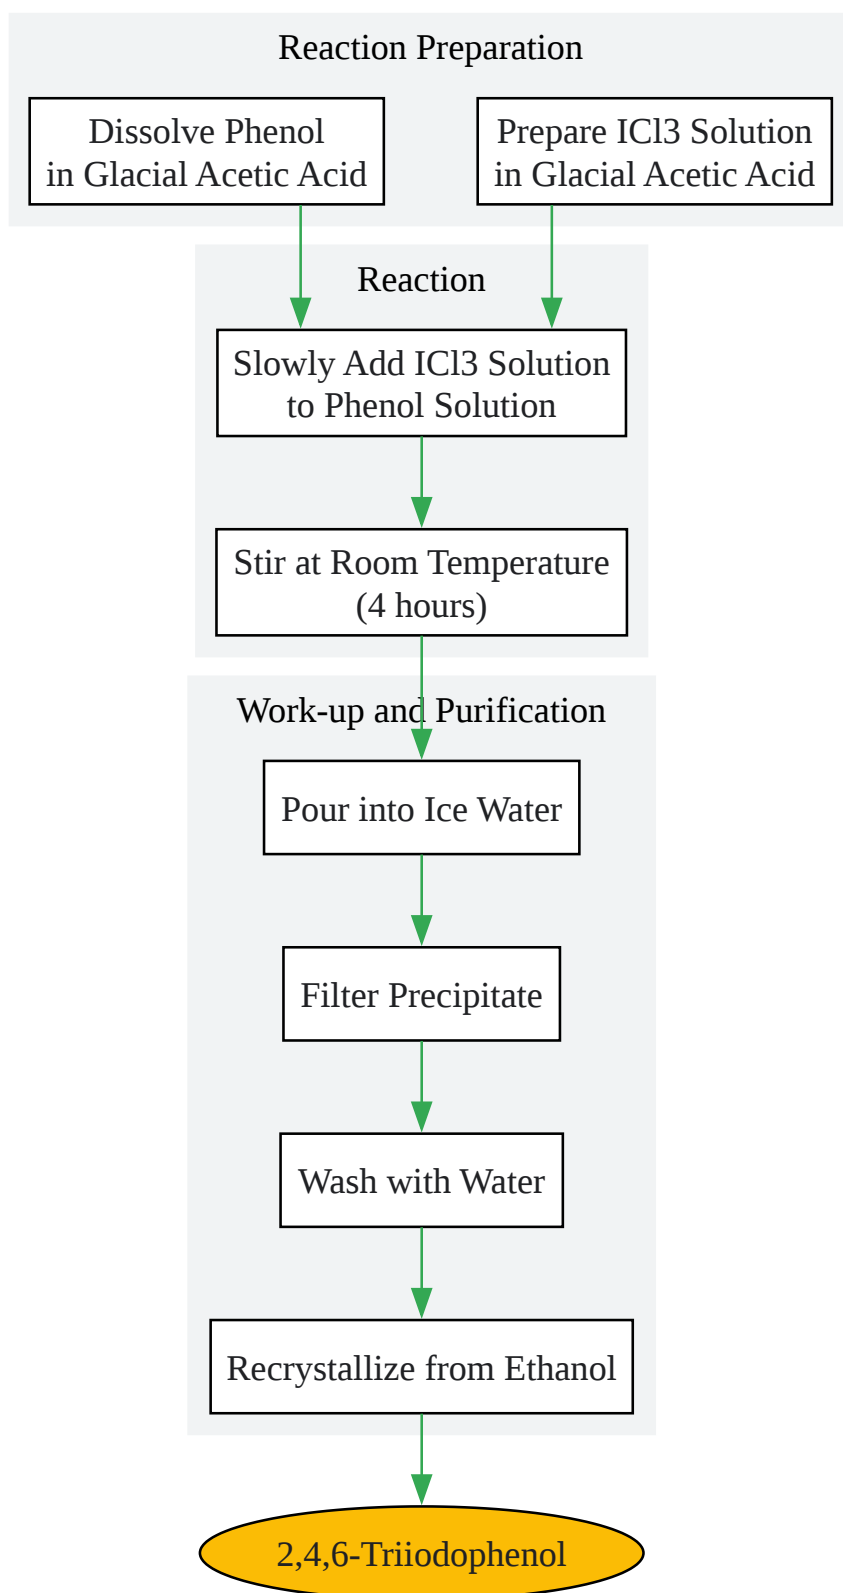 Reaction Preparation
Dissolve Phenol
in Glacial Acetic Acid
Prepare ICl3 Solution
in Glacial Acetic Acid
Reaction
Slowly Add ICl3 Solution
to Phenol Solution
Stir at Room Temperature
(4 hours)
Work-up and Purification
Pour into Ice Water
Filter Precipitate
Wash with Water
Recrystallize from Ethanol
2,4,6-Triiodophenol